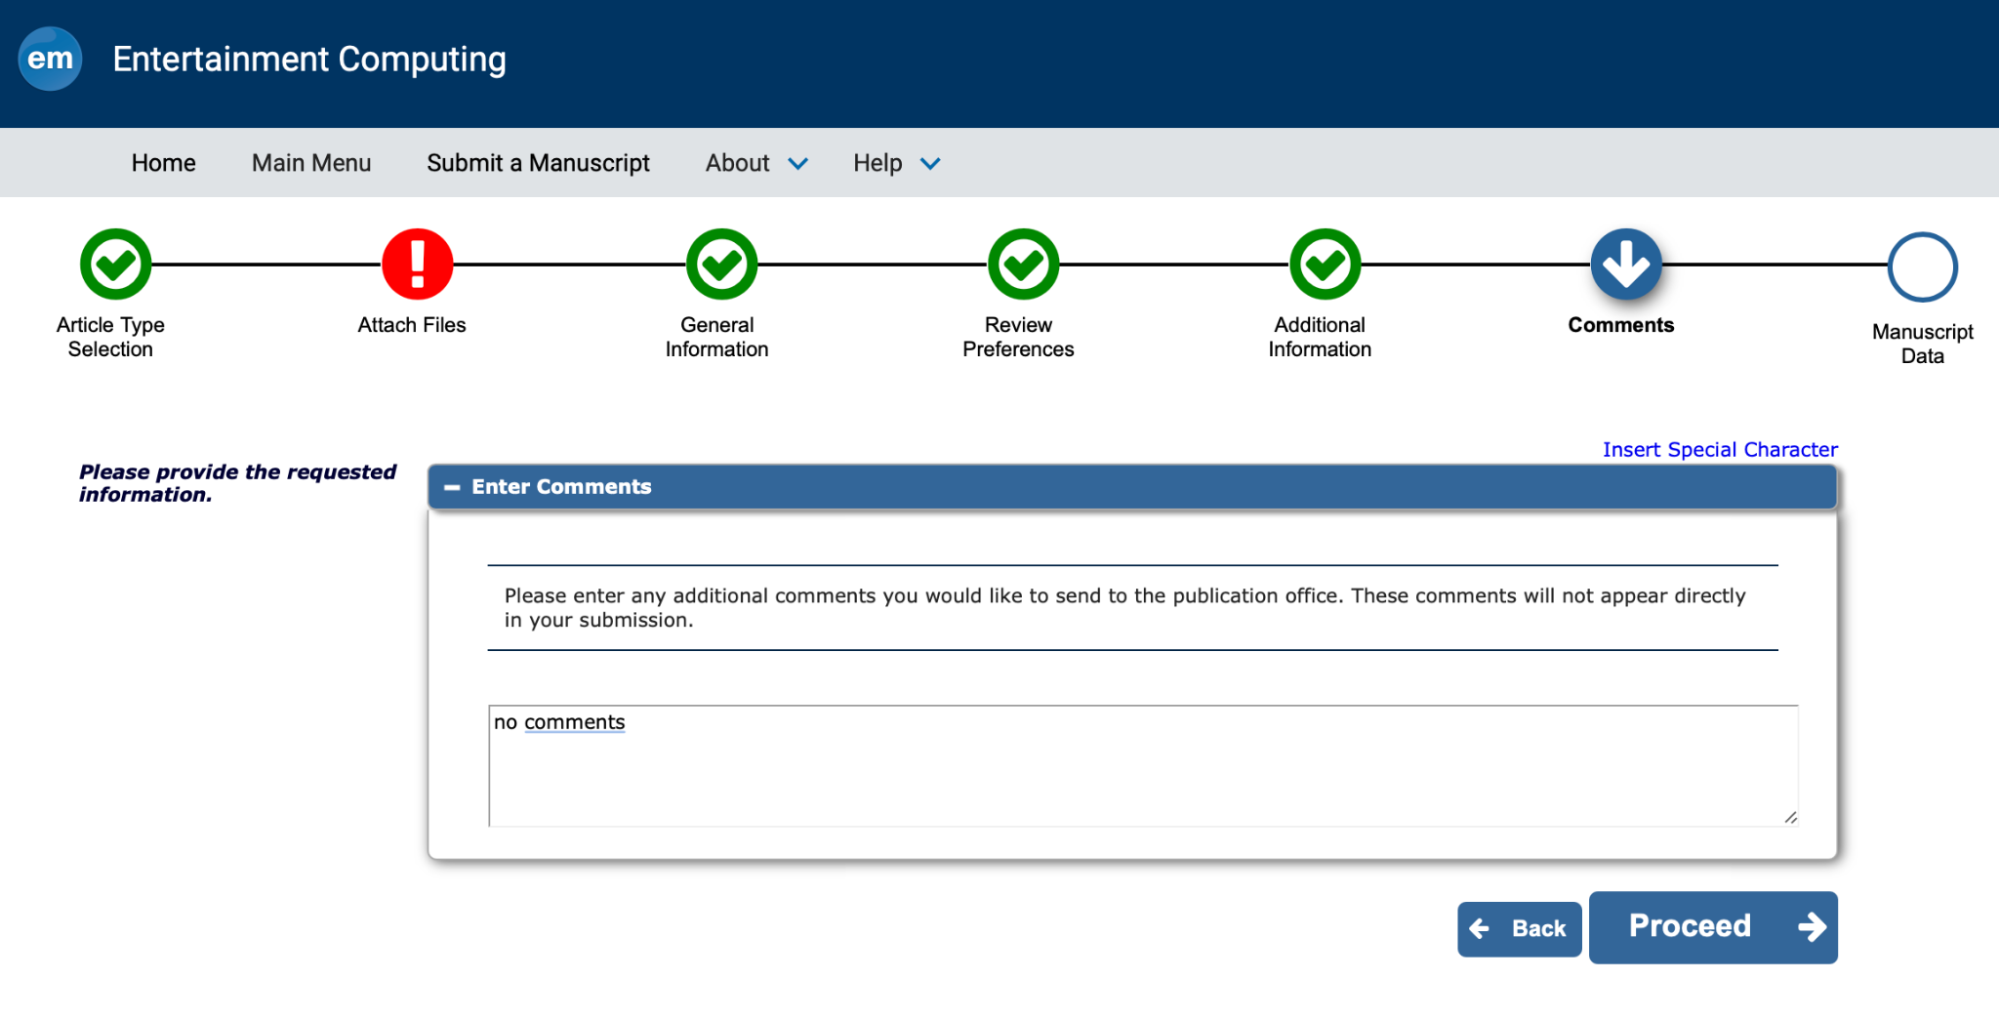 em Entertainment Computing
Home Main Menu Submit a Manuscript About Help
Article Type
Selection
Attach Files
General
Information
Review
Preferences
Additional
Information
Comments
Manuscript
Data
Insert Special Character
Please provide the requested
information.
Enter Comments
Please enter any additional comments you would like to send to the publication office. These comments will not appear directly
in your submission.
no comments
Back Proceed